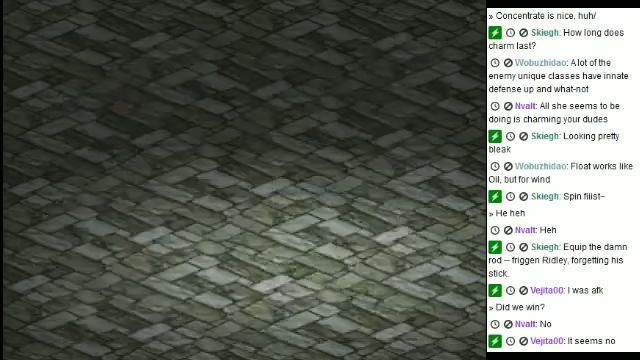 » Concentrate is nice, huh/
Skiegh: How long does
charm last?
Wobuzhidao: A lot of the
enemy unique classes have innate
defense up and what-not
Nvalt: All she seems to be
doing is charming your dudes
Skiegh: Looking pretty
bleak
Wobuzhidao: Float works like
Oil, but for wind
Skiegh: Spin fiiist~
» He heh
Nvalt: Heh
Skiegh: Equip the damn
rod -- friggen Ridley, forgetting his
stick.
Vejita00: I was afk
» Did we win?
Nvalt: No
Vejita00: It seems no